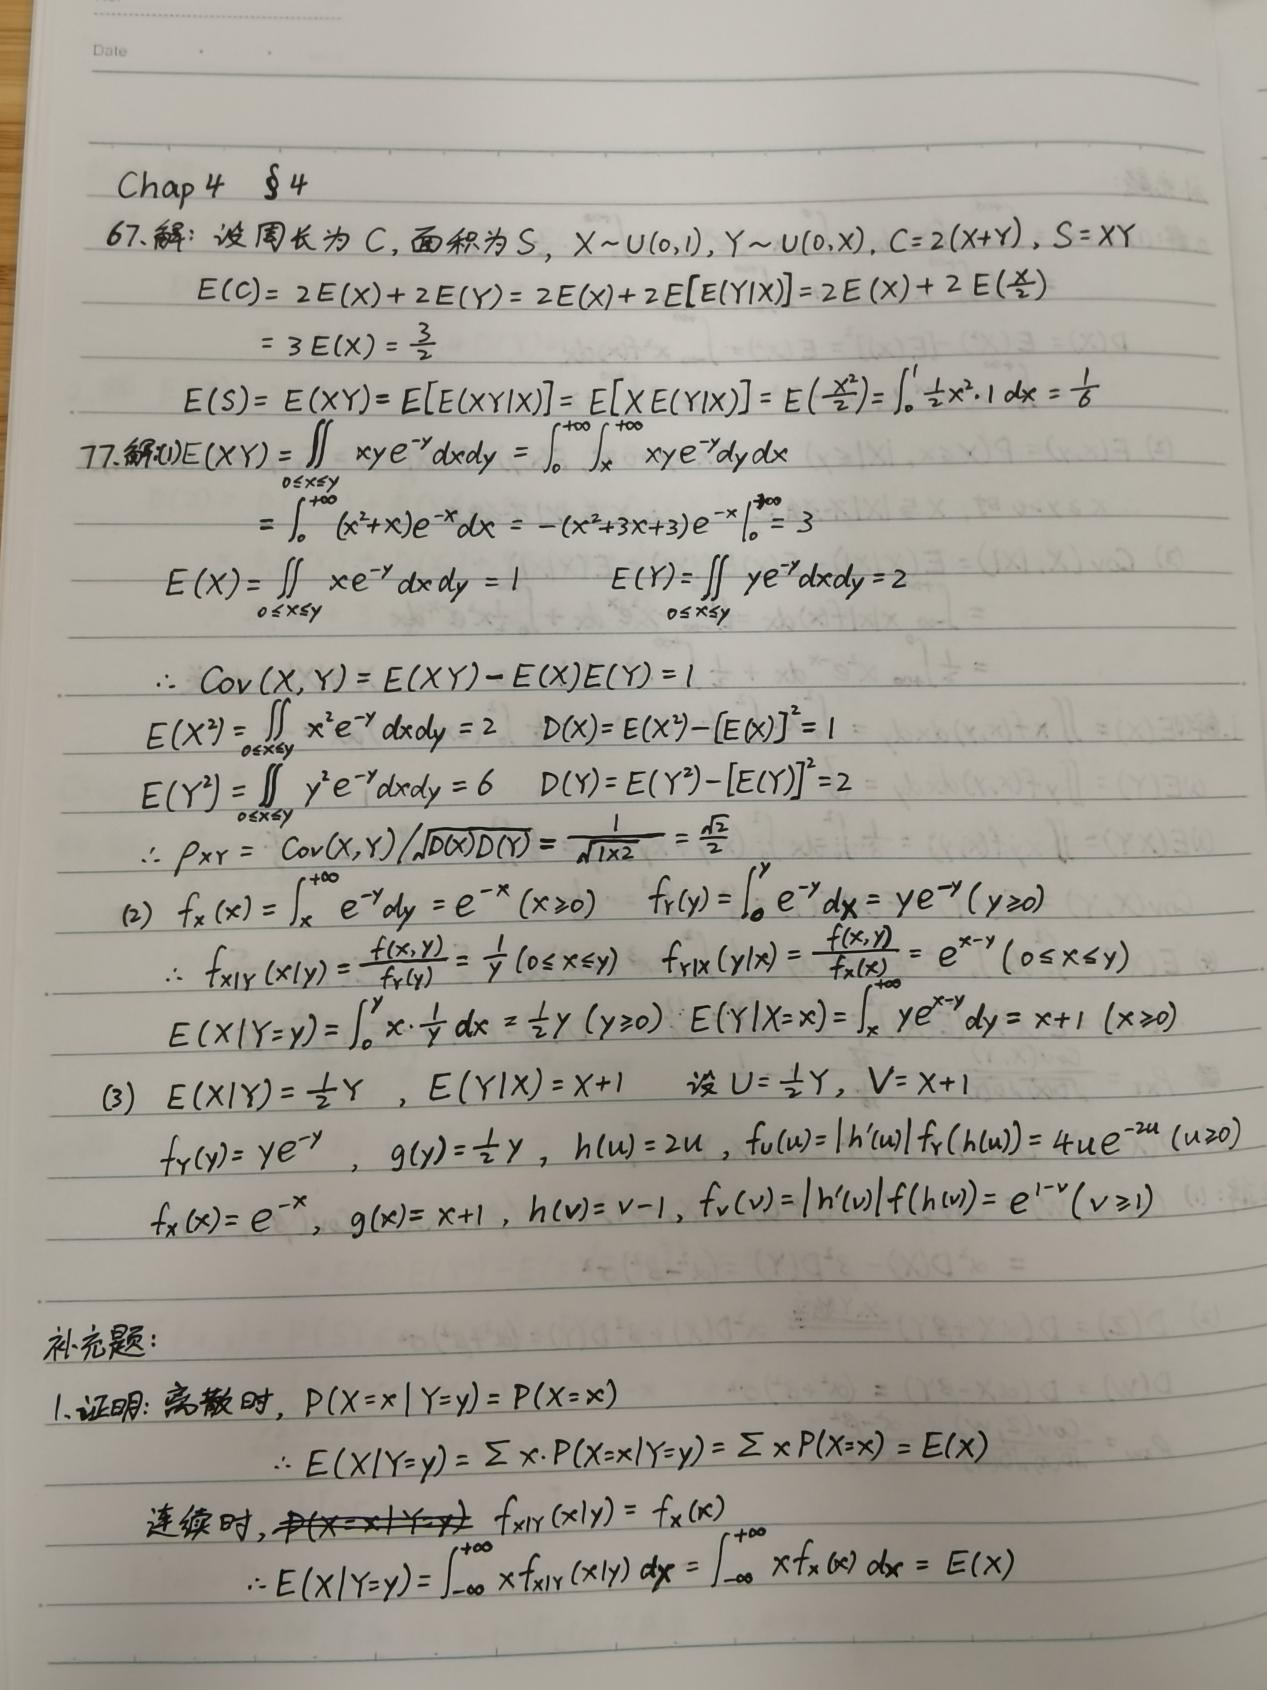 Date
Chap 4 §4
67、解：设周长为 C, 面积为 S, X~U(0,1), Y~U(0,X), C=2(X+Y), S=XY
E(C)= 2E(X)+2E(Y)= 2E(X)+2E[E(Y|X)]=2E(X)+2E(X/2)
= 3E(X) = 3/2
E(S)= E(XY)= E[E(XY|X)]= E[XE(Y|X)]= E(X²/2)= ∫₀¹ ½x²·1 dx = 1/6
77、解:(1)E(XY)= ∬_{0≤x≤y} xye^{-y}dxdy = ∫₀^{+∞}∫ₓ^{+∞} xye^{-y}dydx
= ∫₀^{+∞} (x²+x)e^{-x}dx = -(x²+3x+3)e^{-x}|₀^{+∞} = 3
E(X)= ∬_{0≤x≤y} xe^{-y}dxdy = 1 E(Y)= ∬_{0≤x≤y} ye^{-y}dxdy=2
∴ Cov(X,Y)= E(XY)-E(X)E(Y)=1
E(X²)= ∬_{0≤x≤y} x²e^{-y}dxdy = 2 D(X)=E(X²)-[E(X)]²=1
E(Y²)= ∬_{0≤x≤y} y²e^{-y}dxdy = 6 D(Y)=E(Y²)-[E(Y)]²=2
∴ ρ_{XY} = Cov(X,Y)/√(D(X)D(Y)) = 1/√(1×2) = √2/2
(2) f_X(x)= ∫ₓ^{+∞} e^{-y}dy = e^{-x}(x≥0) f_Y(y)= ∫₀^y e^{-y}dx = ye^{-y}(y≥0)
∴ f_{X|Y}(x|y)= f(x,y)/f_Y(y) = 1/y (0≤x≤y) f_{Y|X}(y|x)= f(x,y)/f_X(x) = e^{x-y}(0≤x≤y)
E(X|Y=y)= ∫₀^y x·1/y dx = ½y (y≥0) E(Y|X=x)= ∫ₓ^{+∞} ye^{x-y}dy = x+1 (x≥0)
(3) E(X|Y)= ½Y , E(Y|X)=X+1 设 U=½Y, V=X+1
f_Y(y)= ye^{-y} , g(y)=½y , h(u)=2u , f_U(u)=|h'(u)|f_Y(h(u))=4ue^{-2u}(u≥0)
f_X(x)= e^{-x}, g(x)= x+1 , h(v)= v-1 , f_V(v)=|h'(v)|f(h(v))= e^{1-v}(v≥1)
补充题：
1、证明：离散时, P(X=x|Y=y)=P(X=x)
∴ E(X|Y=y)= Σ x·P(X=x|Y=y)= Σ xP(X=x) = E(X)
连续时, P(X=x|Y=y) f_{X|Y}(x|y)= f_X(x)
∴ E(X|Y=y)= ∫_{-∞}^{+∞} xf_{X|Y}(x|y)dx = ∫_{-∞}^{+∞} xf_X(x)dx = E(X)